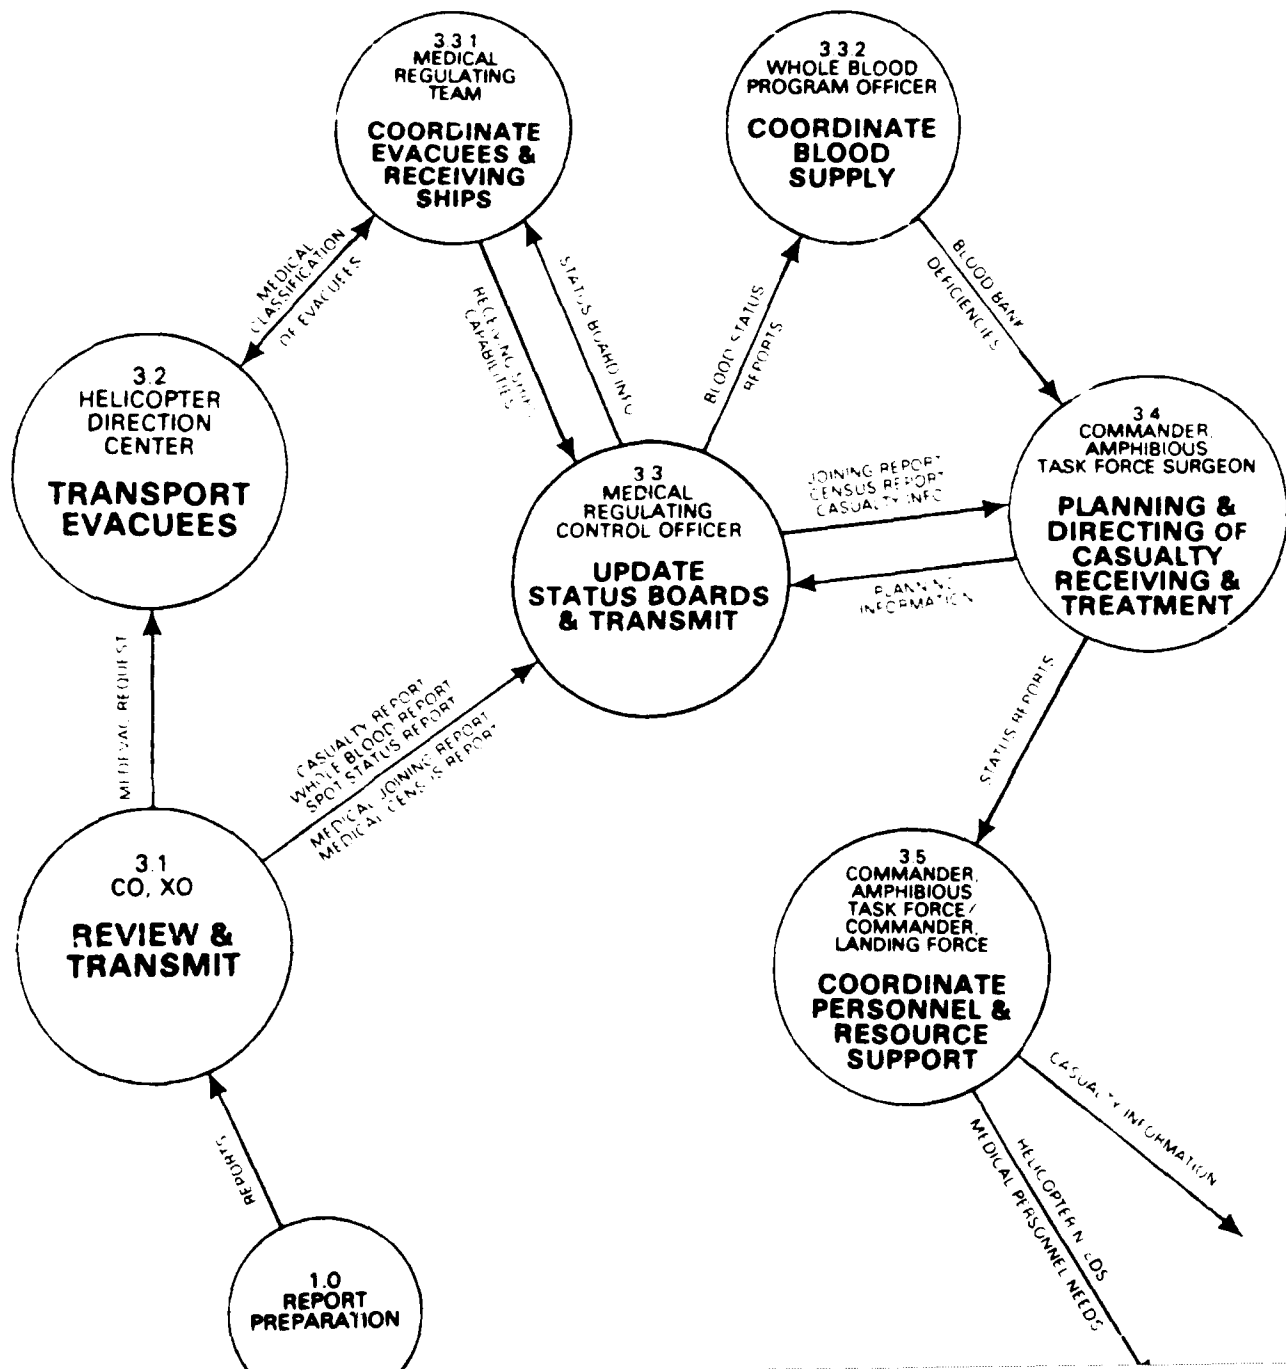 3.3.1
MEDICAL
REGULATING
TEAM
COORDINATE
EVACUEES &
RECEIVING
SHIPS
3.3.2
WHOLE BLOOD
PROGRAM OFFICER
COORDINATE
BLOOD
SUPPLY
MEDICAL
CLASSIFICATION
OF EVACUEES
RECEIVING SHIPS
CAPABILITIES
STATUS BOARD INFO
BLOOD STATUS
REPORTS
BLOOD BANK
DEFICIENCIES
3.2
HELICOPTER
DIRECTION
CENTER
TRANSPORT
EVACUEES
3.3
MEDICAL
REGULATING
CONTROL OFFICER
UPDATE
STATUS BOARDS
& TRANSMIT
JOINING REPORT
CENSUS REPORT
CASUALTY INFO
PLANNING
INFORMATION
3.4
COMMANDER,
AMPHIBIOUS
TASK FORCE SURGEON
PLANNING &
DIRECTING OF
CASUALTY
RECEIVING &
TREATMENT
MEDEVAC REQUEST
CASUALTY REPORT
WHOLE BLOOD REPORT
SPOT STATUS REPORT
MEDICAL JOINING REPORT
MEDICAL CENSUS REPORT
STATUS REPORTS
3.1
CO, XO
REVIEW &
TRANSMIT
3.5
COMMANDER,
AMPHIBIOUS
TASK FORCE/
COMMANDER,
LANDING FORCE
COORDINATE
PERSONNEL &
RESOURCE
SUPPORT
REPORTS
CASUALTY INFORMATION
HELICOPTER NEEDS
MEDICAL PERSONNEL NEEDS
1.0
REPORT
PREPARATION